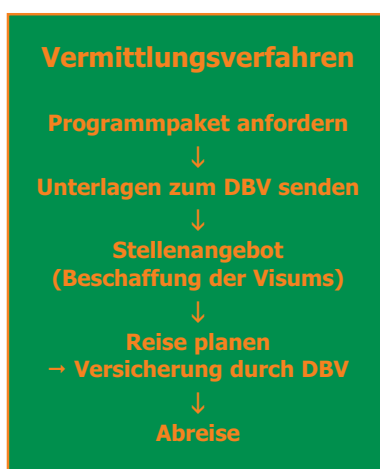 Vermittlungsverfahren
Programmpaket anfordern
↓
Unterlagen zum DBV senden
↓
Stellenangebot
(Beschaffung der Visums)
↓
Reise planen
→ Versicherung durch DBV
↓
Abreise